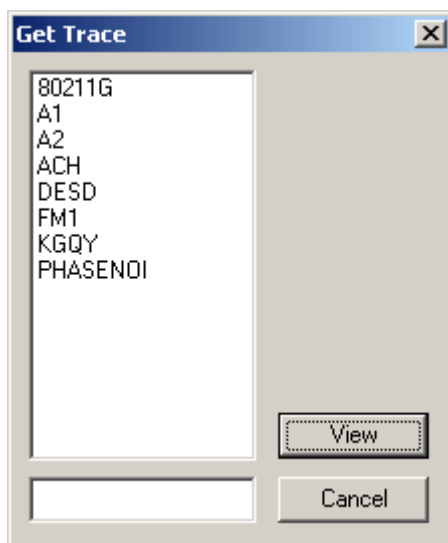 Get Trace
80211G
A1
A2
ACH
DESD
FM1
KGQY
PHASENOI
View
Cancel